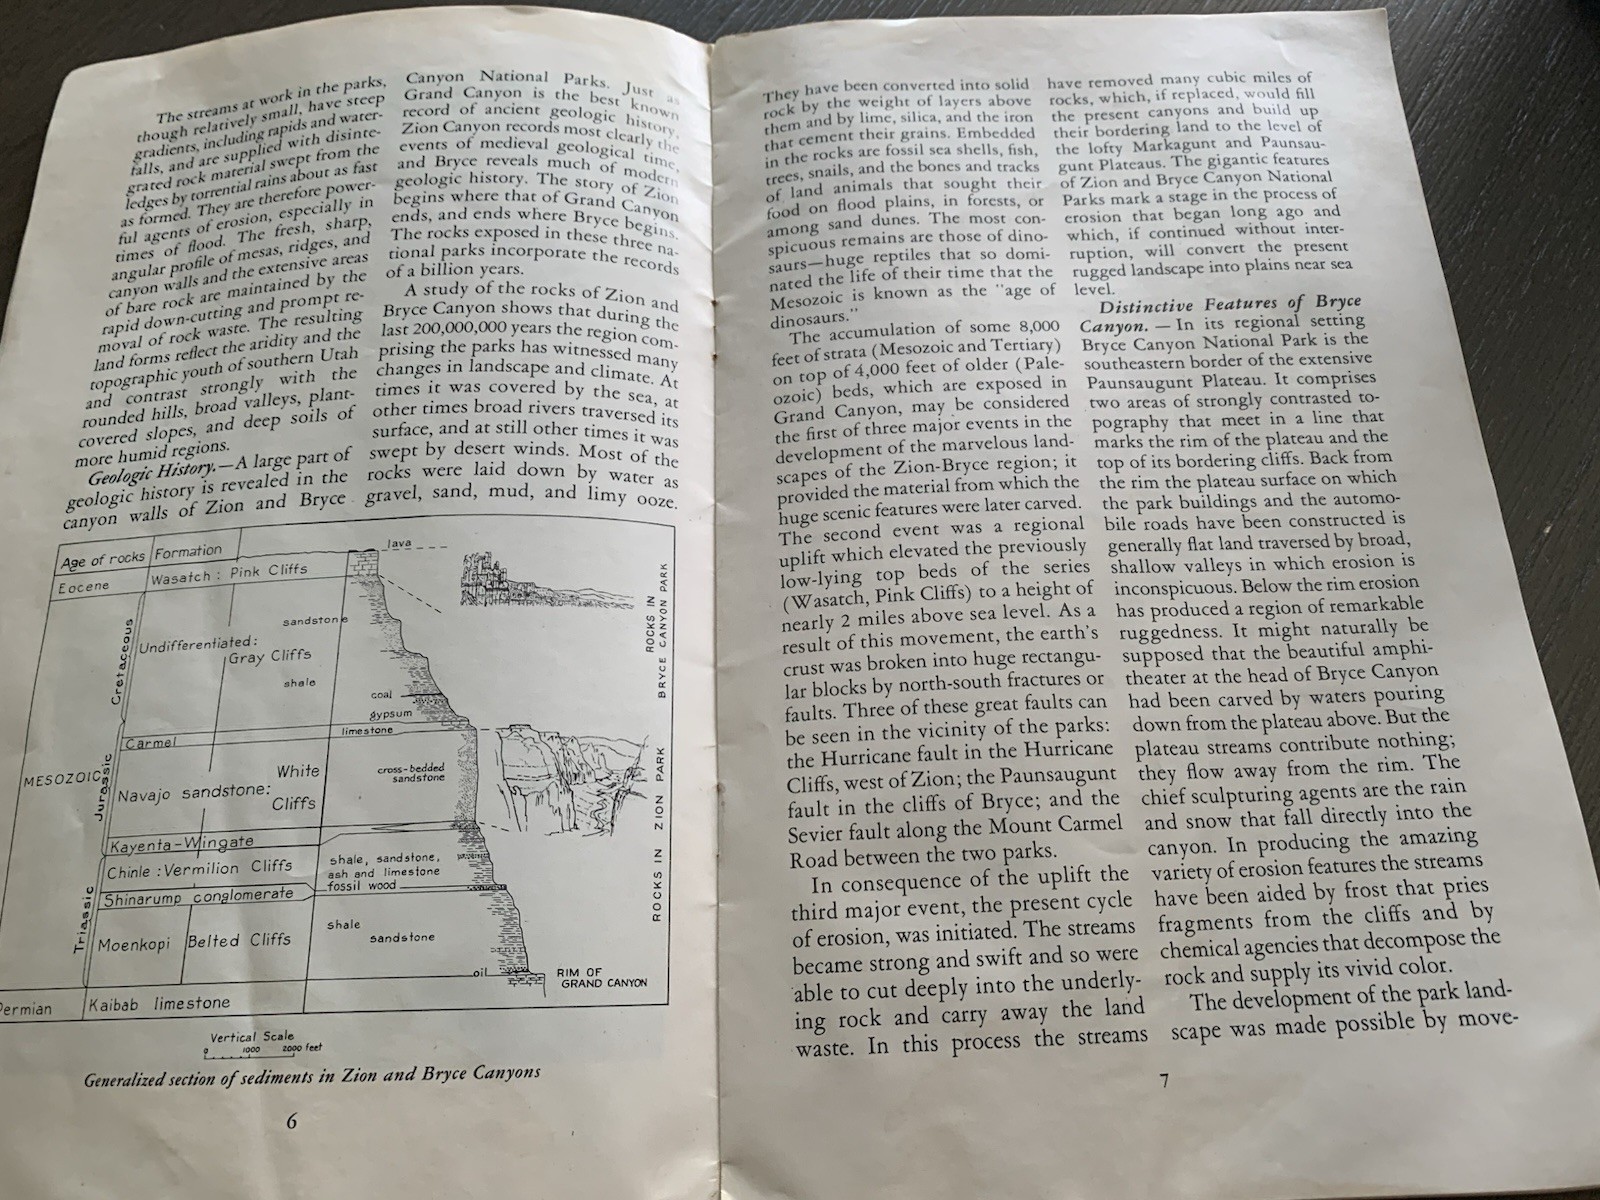 The streams at work in the parks,
though relatively small, have steep
gradients, including rapids and water-
falls, and are supplied with disinte-
grated rock material swept from the
ledges by torrential rains about as fast
as formed. They are therefore power-
ful agents of erosion, especially in
times of flood. The fresh, sharp,
angular profile of mesas, ridges, and
canyon walls and the extensive areas
of bare rock are maintained by the
rapid down-cutting and prompt re-
moval of rock waste. The resulting
land forms reflect the aridity and the
topographic youth of southern Utah
and contrast strongly with the
rounded hills, broad valleys, plant-
covered slopes, and deep soils of
more humid regions.
Geologic History.—A large part of
geologic history is revealed in the
canyon walls of Zion and Bryce
Canyon National Parks. Just as
Grand Canyon is the best known
record of ancient geologic history,
Zion Canyon records most clearly the
events of medieval geological time,
and Bryce reveals much of modern
geologic history. The story of Zion
begins where that of Grand Canyon
ends, and ends where Bryce begins.
The rocks exposed in these three na-
tional parks incorporate the records
of a billion years.
A study of the rocks of Zion and
Bryce Canyon shows that during the
last 200,000,000 years the region com-
prising the parks has witnessed many
changes in landscape and climate. At
times it was covered by the sea, at
other times broad rivers traversed its
surface, and at still other times it was
swept by desert winds. Most of the
rocks were laid down by water as
gravel, sand, mud, and limy ooze.
Age of rocks
Formation
lava
Eocene
Wasatch: Pink Cliffs
sandstone
Undifferentiated:
Gray Cliffs
shale
coal
gypsum
Cretaceous
ROCKS IN
BRYCE CANYON PARK
Carmel
limestone
MESOZOIC
Jurassic
Navajo sandstone:
White
Cliffs
cross-bedded
sandstone
Kayenta-Wingate
ROCKS IN ZION PARK
Chinle: Vermilion Cliffs
shale, sandstone,
ash and limestone
fossil wood
Shinarump conglomerate
Triassic
Moenkopi
Belted Cliffs
shale
sandstone
oil
RIM OF
GRAND CANYON
Permian
Kaibab limestone
Vertical Scale
0 1000 2000 feet
Generalized section of sediments in Zion and Bryce Canyons
6
They have been converted into solid
rock by the weight of layers above
them and by lime, silica, and the iron
that cement their grains. Embedded
in the rocks are fossil sea shells, fish,
trees, snails, and the bones and tracks
of land animals that sought their
food on flood plains, in forests, or
among sand dunes. The most con-
spicuous remains are those of dino-
saurs—huge reptiles that so domi-
nated the life of their time that the
Mesozoic is known as the "age of
dinosaurs."
The accumulation of some 8,000
feet of strata (Mesozoic and Tertiary)
on top of 4,000 feet of older (Pale-
ozoic) beds, which are exposed in
Grand Canyon, may be considered
the first of three major events in the
development of the marvelous land-
scapes of the Zion-Bryce region; it
provided the material from which the
huge scenic features were later carved.
The second event was a regional
uplift which elevated the previously
low-lying top beds of the series
(Wasatch, Pink Cliffs) to a height of
nearly 2 miles above sea level. As a
result of this movement, the earth's
crust was broken into huge rectangu-
lar blocks by north-south fractures or
faults. Three of these great faults can
be seen in the vicinity of the parks:
the Hurricane fault in the Hurricane
Cliffs, west of Zion; the Paunsaugunt
fault in the cliffs of Bryce; and the
Sevier fault along the Mount Carmel
Road between the two parks.
In consequence of the uplift the
third major event, the present cycle
of erosion, was initiated. The streams
became strong and swift and so were
able to cut deeply into the underly-
ing rock and carry away the land
waste. In this process the streams
have removed many cubic miles of
rocks, which, if replaced, would fill
the present canyons and build up
their bordering land to the level of
the lofty Markagunt and Paunsau-
gunt Plateaus. The gigantic features
of Zion and Bryce Canyon National
Parks mark a stage in the process of
erosion that began long ago and
which, if continued without inter-
ruption, will convert the present
rugged landscape into plains near sea
level.
Distinctive Features of Bryce
Canyon. — In its regional setting
Bryce Canyon National Park is the
southeastern border of the extensive
Paunsaugunt Plateau. It comprises
two areas of strongly contrasted to-
pography that meet in a line that
marks the rim of the plateau and the
top of its bordering cliffs. Back from
the rim the plateau surface on which
the park buildings and the automo-
bile roads have been constructed is
generally flat land traversed by broad,
shallow valleys in which erosion is
inconspicuous. Below the rim erosion
has produced a region of remarkable
ruggedness. It might naturally be
supposed that the beautiful amphi-
theater at the head of Bryce Canyon
had been carved by waters pouring
down from the plateau above. But the
plateau streams contribute nothing;
they flow away from the rim. The
chief sculpturing agents are the rain
and snow that fall directly into the
canyon. In producing the amazing
variety of erosion features the streams
have been aided by frost that pries
fragments from the cliffs and by
chemical agencies that decompose the
rock and supply its vivid color.
The development of the park land-
scape was made possible by move-
7